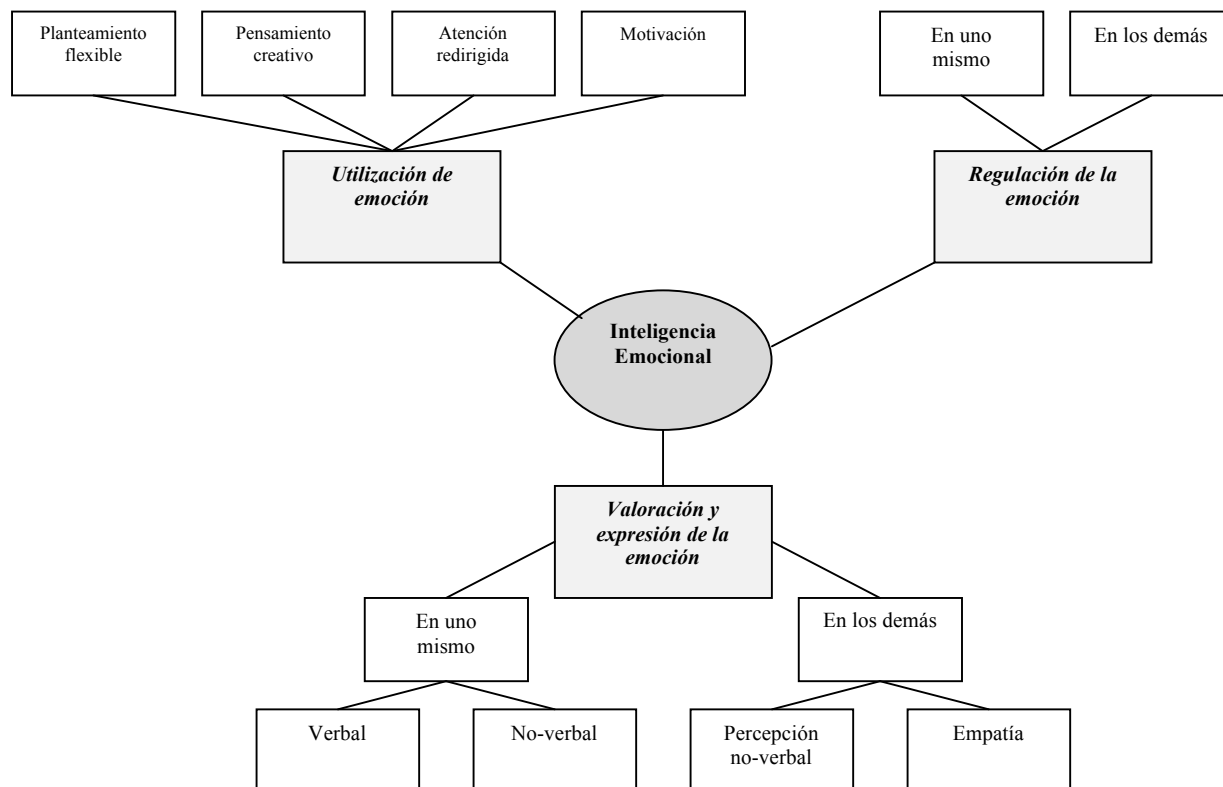 Planteamiento
flexible
Pensamiento
creativo
Atención
redirigida
Motivación
En uno
mismo
En los demás
Utilización de
emoción
Regulación de la
emoción
Inteligencia
Emocional
Valoración y
expresión de la
emoción
En uno
mismo
En los demás
Verbal
No-verbal
Percepción
no-verbal
Empatía